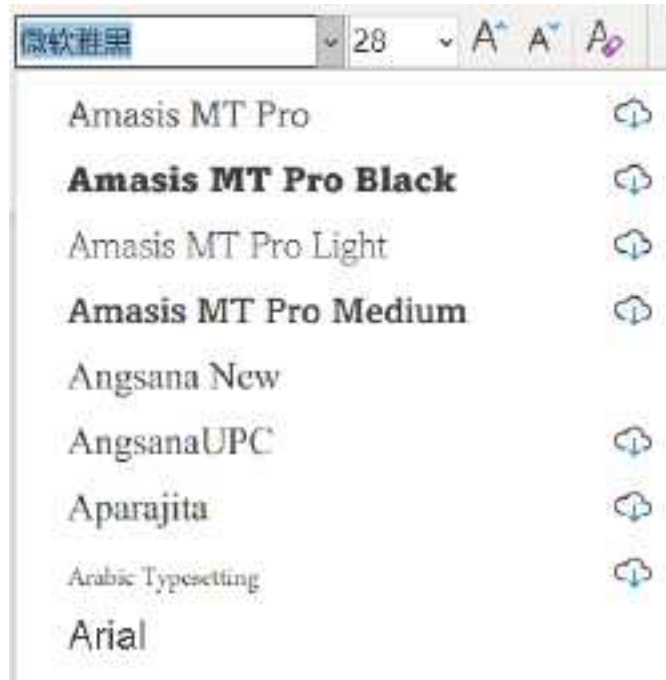 微软雅黑 28
Amasis MT Pro
Amasis MT Pro Black
Amasis MT Pro Light
Amasis MT Pro Medium
Angsana New
AngsanaUPC
Aparajita
Arabic Typesetting
Arial